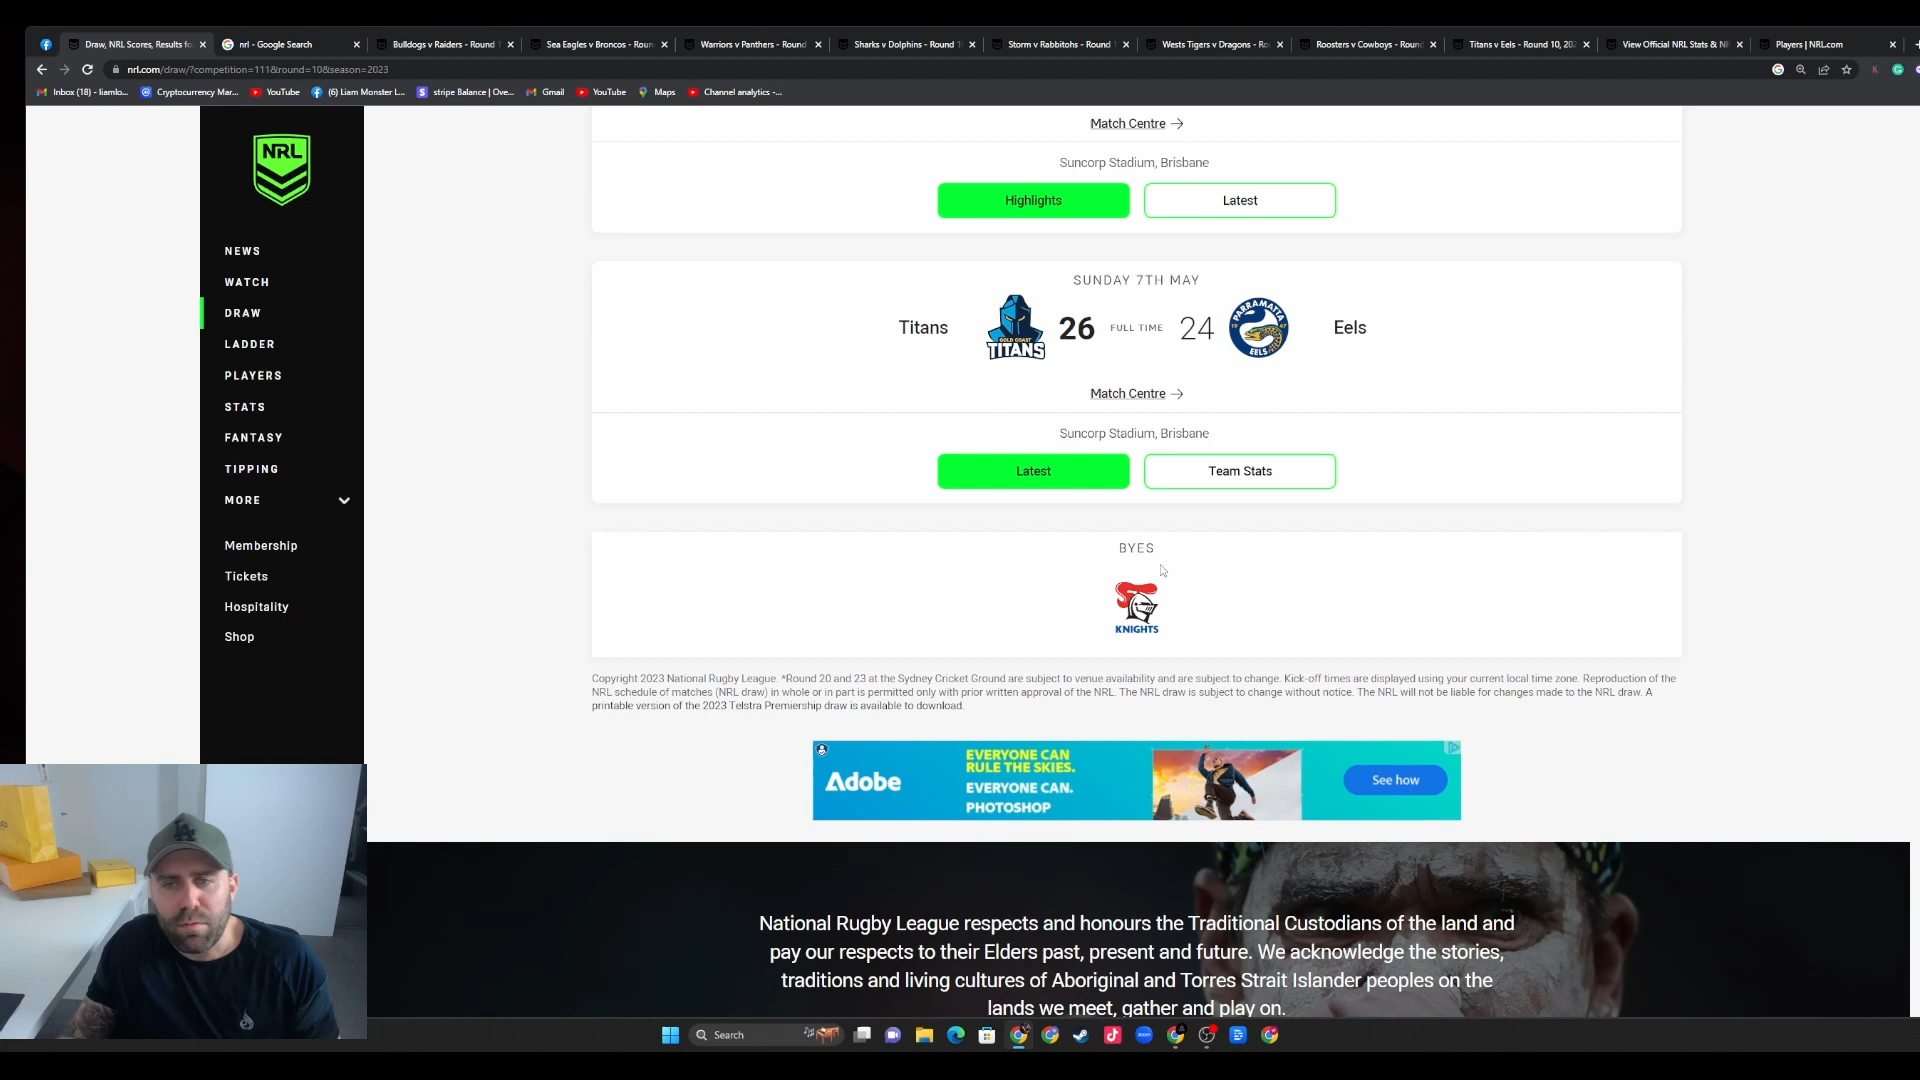 Draw, NRL Scores, Results fo
nrl - Google Search
Bulldogs v Raiders - Round 1
Sea Eagles v Broncos - Roun
Warriors v Panthers - Round
Sharks v Dolphins - Round 1
Storm v Rabbitohs - Round 1
Wests Tigers v Dragons - Ro
Roosters v Cowboys - Round
Titans v Eels - Round 10, 202
View Official NRL Stats & NR
Players | NRL.com
nrl.com/draw/?competition=111&round=10&season=2023
Inbox (18) - liamlo...
Cryptocurrency Mar...
YouTube
(6) Liam Monster L...
stripe Balance | Ove...
Gmail
YouTube
Maps
Channel analytics -...
NRL
NEWS
WATCH
DRAW
LADDER
PLAYERS
STATS
FANTASY
TIPPING
MORE
Membership
Tickets
Hospitality
Shop
Match Centre
Suncorp Stadium, Brisbane
Highlights
Latest
SUNDAY 7TH MAY
Titans
GOLD COAST
TITANS
26
FULL TIME
24
PARRAMATTA
1947
EELS
Eels
Match Centre
Suncorp Stadium, Brisbane
Latest
Team Stats
BYES
KNIGHTS
Copyright 2023 National Rugby League. *Round 20 and 23 at the Sydney Cricket Ground are subject to venue availability and are subject to change. Kick-off times are displayed using your current local time zone. Reproduction of the
NRL schedule of matches (NRL draw) in whole or in part is permitted only with prior written approval of the NRL. The NRL draw is subject to change without notice. The NRL will not be liable for changes made to the NRL draw. A
printable version of the 2023 Telstra Premiership draw is available to download.
Adobe
EVERYONE CAN
RULE THE SKIES.
EVERYONE CAN.
PHOTOSHOP
See how
National Rugby League respects and honours the Traditional Custodians of the land and
pay our respects to their Elders past, present and future. We acknowledge the stories,
traditions and living cultures of Aboriginal and Torres Strait Islander peoples on the
lands we meet, gather and play on.
LA
Search